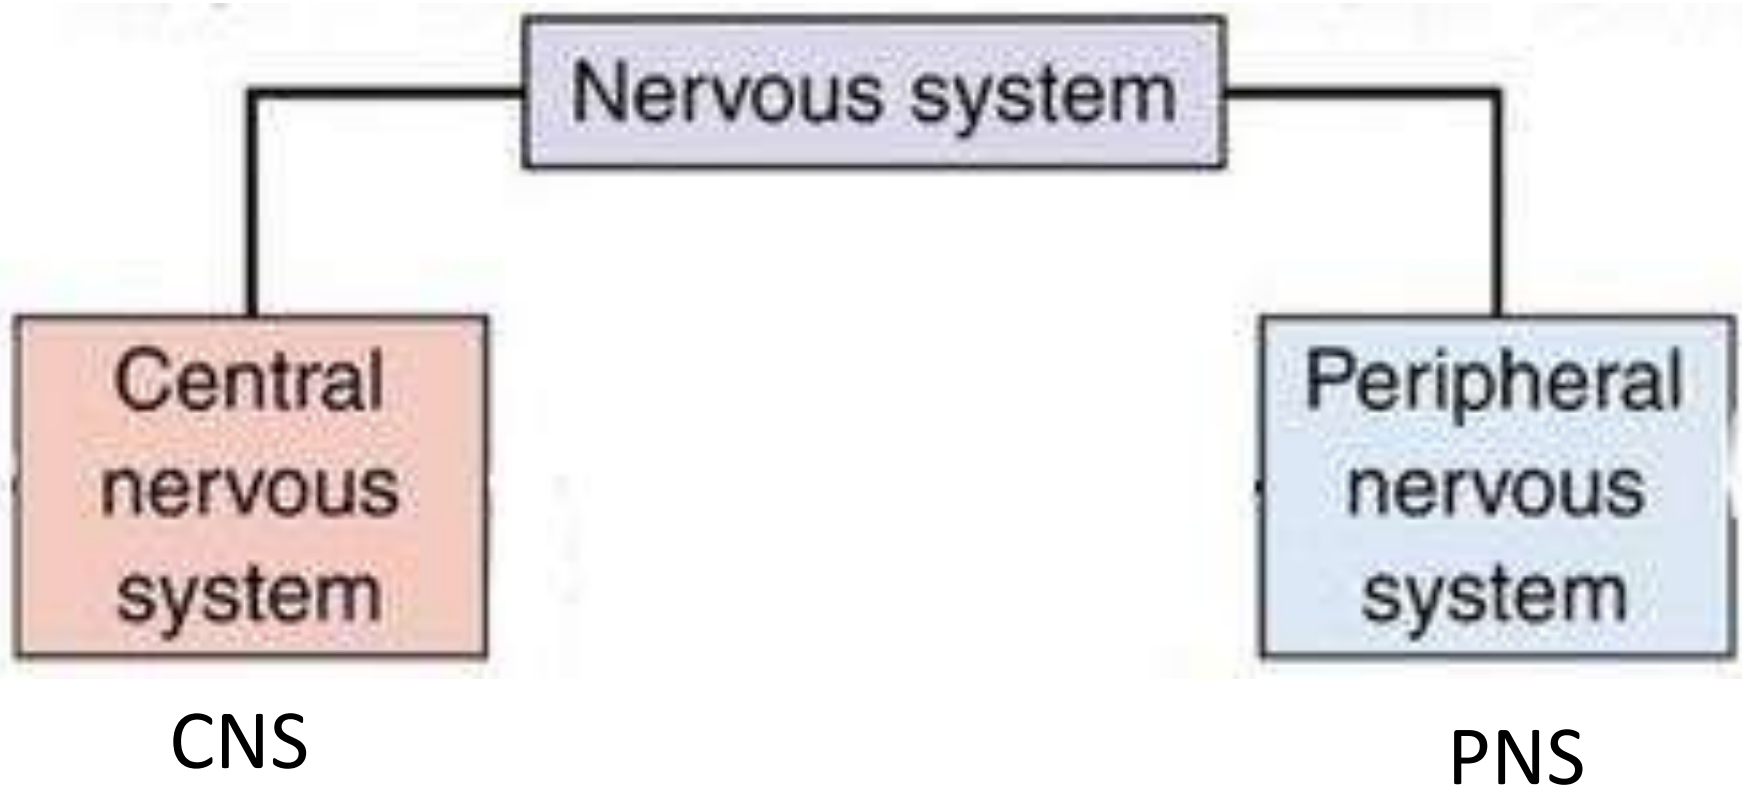 Nervous system
Central
nervous
system
Peripheral
nervous
system
CNS
PNS